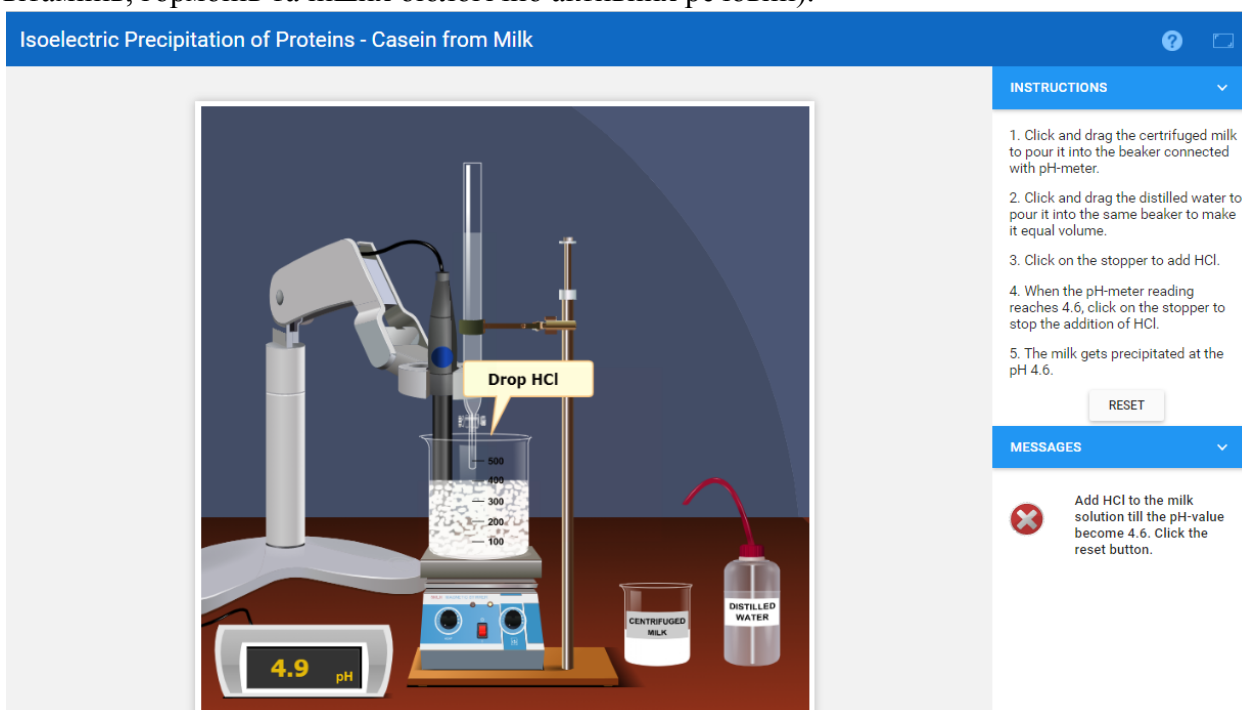 Isoelectric Precipitation of Proteins - Casein from Milk
?
INSTRUCTIONS
1. Click and drag the certrifuged milk
to pour it into the beaker connected
with pH-meter.
2. Click and drag the distilled water to
pour it into the same beaker to make
it equal volume.
3. Click on the stopper to add HCl.
4. When the pH-meter reading
reaches 4.6, click on the stopper to
stop the addition of HCl.
5. The milk gets precipitated at the
pH 4.6.
RESET
MESSAGES
Add HCl to the milk
solution till the pH-value
become 4.6. Click the
reset button.
Drop HCl
500
400
300
200
100
CENTRIFUGED
MILK
DISTILLED
WATER
4.9 pH